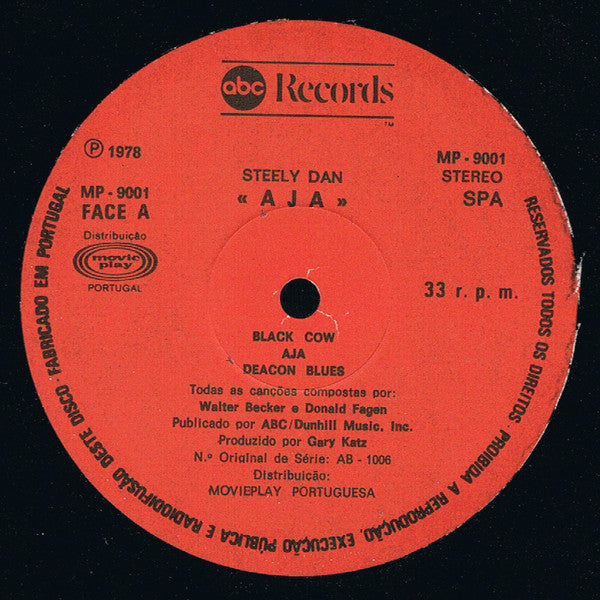 abc Records
TM
℗ 1978
STEELY DAN
« AJA »
MP - 9001
STEREO
SPA
MP - 9001
FACE A
Distribuição
movie
play
PORTUGAL
33 r. p. m.
BLACK COW
AJA
DEACON BLUES
Todas as canções compostas por:
Walter Becker e Donald Fagen
Publicado por ABC/Dunhill Music, Inc.
Produzido por Gary Katz
N.º Original de Série: AB - 1006
Distribuição:
MOVIEPLAY PORTUGUESA
RESERVADOS TODOS OS DIREITOS. PROIBIDA A REPRODUÇÃO, EXECUÇÃO PÚBLICA E RADIODIFUSÃO DESTE DISCO. FABRICADO EM PORTUGAL